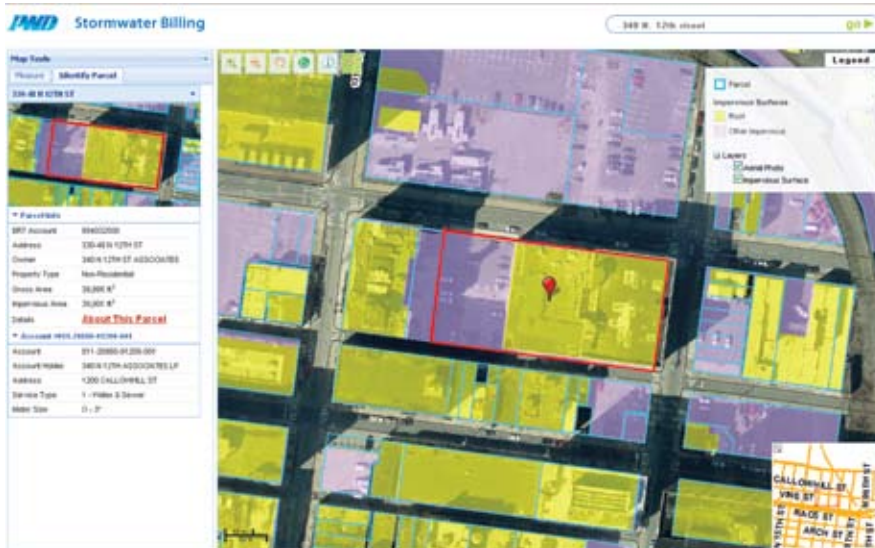 PWD Stormwater Billing
340 N. 12th street
go
Map Tools
Measure
Identify Parcel
330-48 N 12TH ST
Parcel Info
BRT Account
Address 330-48 N 12TH ST
Owner 340 N 12TH ST ASSOCIATES
Property Type Non-Residential
Gross Area
Impervious Area
Details About This Parcel
Account
Account
Account Holder 340 N 12TH ASSOCIATES LP
Address 1200 CALLOWHILL ST
Service Type 1 - Water & Sewer
Meter Size
Legend
Parcel
Impervious Surfaces
Roof
Other Impervious
Layers
Aerial Photo
Impervious Surface
CALLOWHILL ST
VINE ST
RACE ST
ARCH ST
N 15TH ST